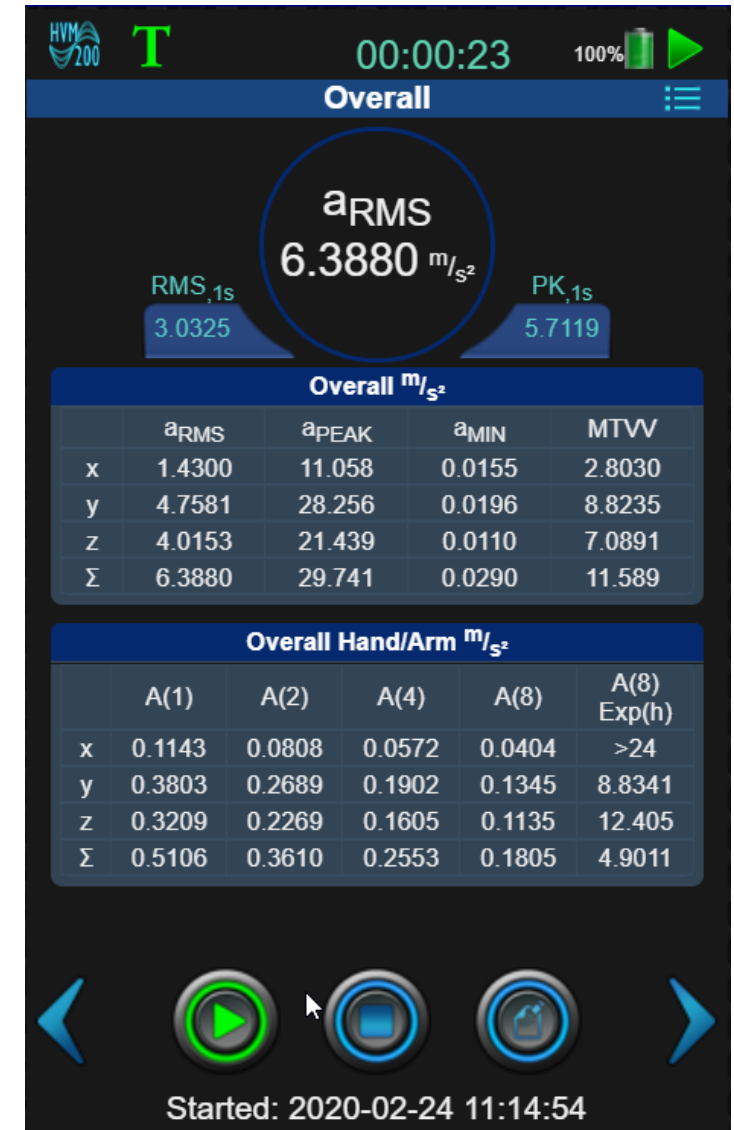 HVM 200 T 00:00:23 100%
Overall
aRMS
6.3880 m/s²
RMS,1s PK,1s
3.0325 5.7119
Overall m/s²
aRMS aPEAK aMIN MTVV
x 1.4300 11.058 0.0155 2.8030
y 4.7581 28.256 0.0196 8.8235
z 4.0153 21.439 0.0110 7.0891
Σ 6.3880 29.741 0.0290 11.589
Overall Hand/Arm m/s²
A(1) A(2) A(4) A(8) A(8) Exp(h)
x 0.1143 0.0808 0.0572 0.0404 >24
y 0.3803 0.2689 0.1902 0.1345 8.8341
z 0.3209 0.2269 0.1605 0.1135 12.405
Σ 0.5106 0.3610 0.2553 0.1805 4.9011
Started: 2020-02-24 11:14:54